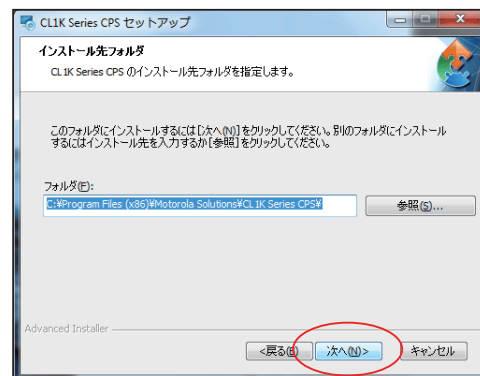 CL1K Series CPS セットアップ
インストール先フォルダ
CL1K Series CPS のインストール先フォルダを指定します。
このフォルダにインストールするには[次へ(N)]をクリックしてください。別のフォルダにインストール
するにはインストール先を入力するか[参照]をクリックしてください。
フォルダ(F):
C:¥Program Files (x86)¥Motorola Solutions¥CL1K Series CPS¥
参照(S)...
Advanced Installer
<戻る(B)
次へ(N)>
キャンセル